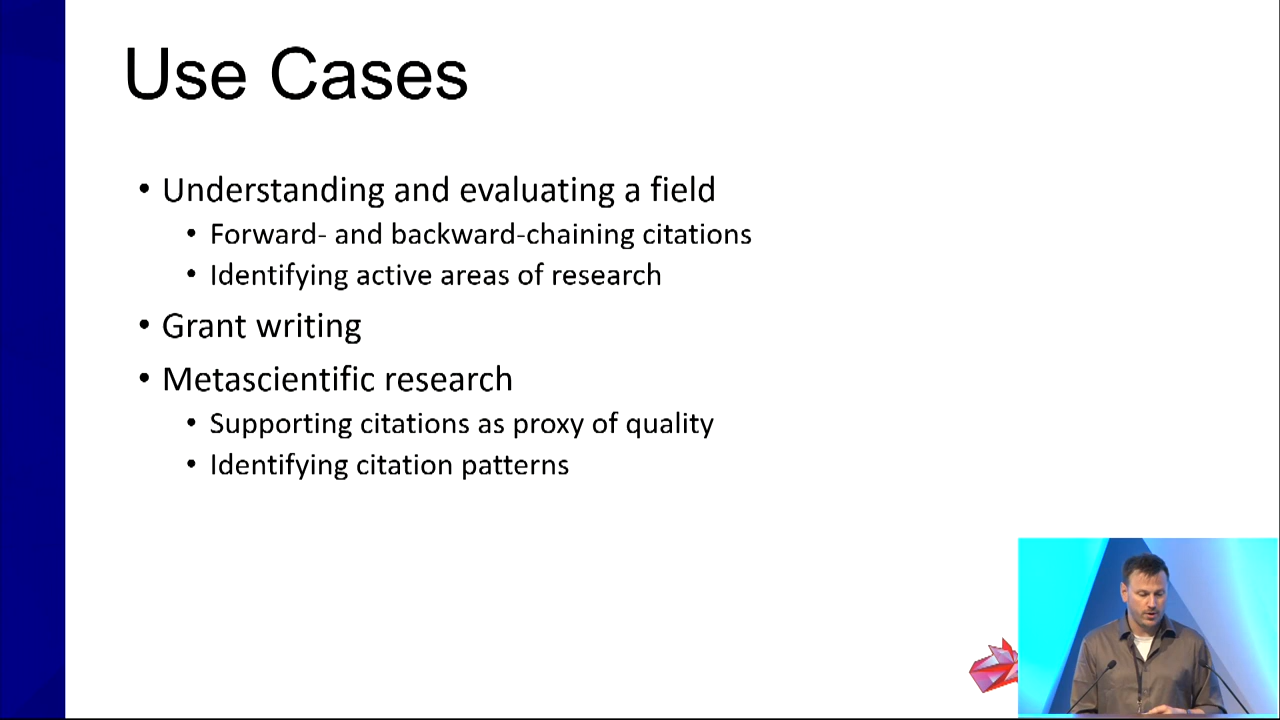 Use Cases
• Understanding and evaluating a field
• Forward- and backward-chaining citations
• Identifying active areas of research
• Grant writing
• Metascientific research
• Supporting citations as proxy of quality
• Identifying citation patterns